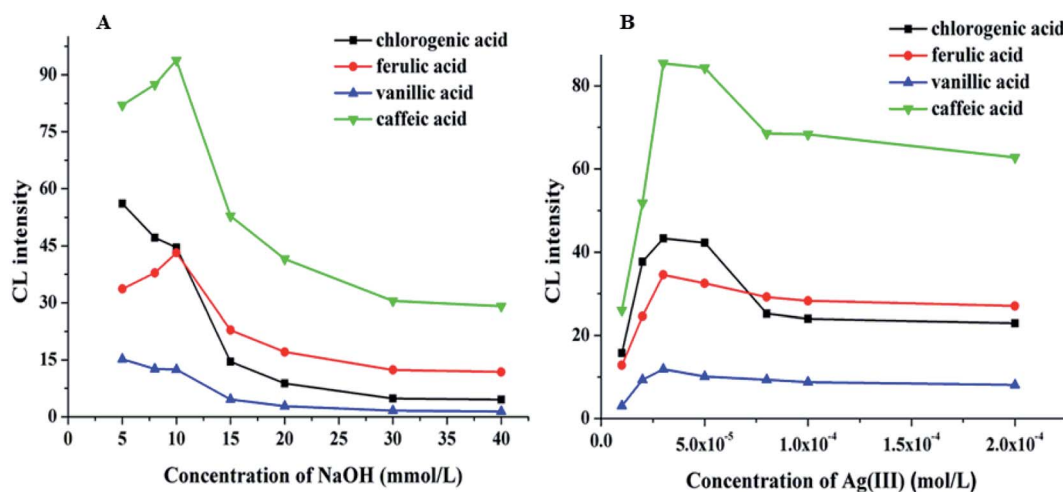 A
chlorogenic acid
ferulic acid
vanillic acid
caffeic acid
CL intensity
90
75
60
45
30
15
0
0 5 10 15 20 25 30 35 40
Concentration of NaOH (mmol/L)
B
chlorogenic acid
ferulic acid
vanillic acid
caffeic acid
CL intensity
80
60
40
20
0
0.0 5.0x10⁻⁵ 1.0x10⁻⁴ 1.5x10⁻⁴ 2.0x10⁻⁴
Concentration of Ag(III) (mol/L)